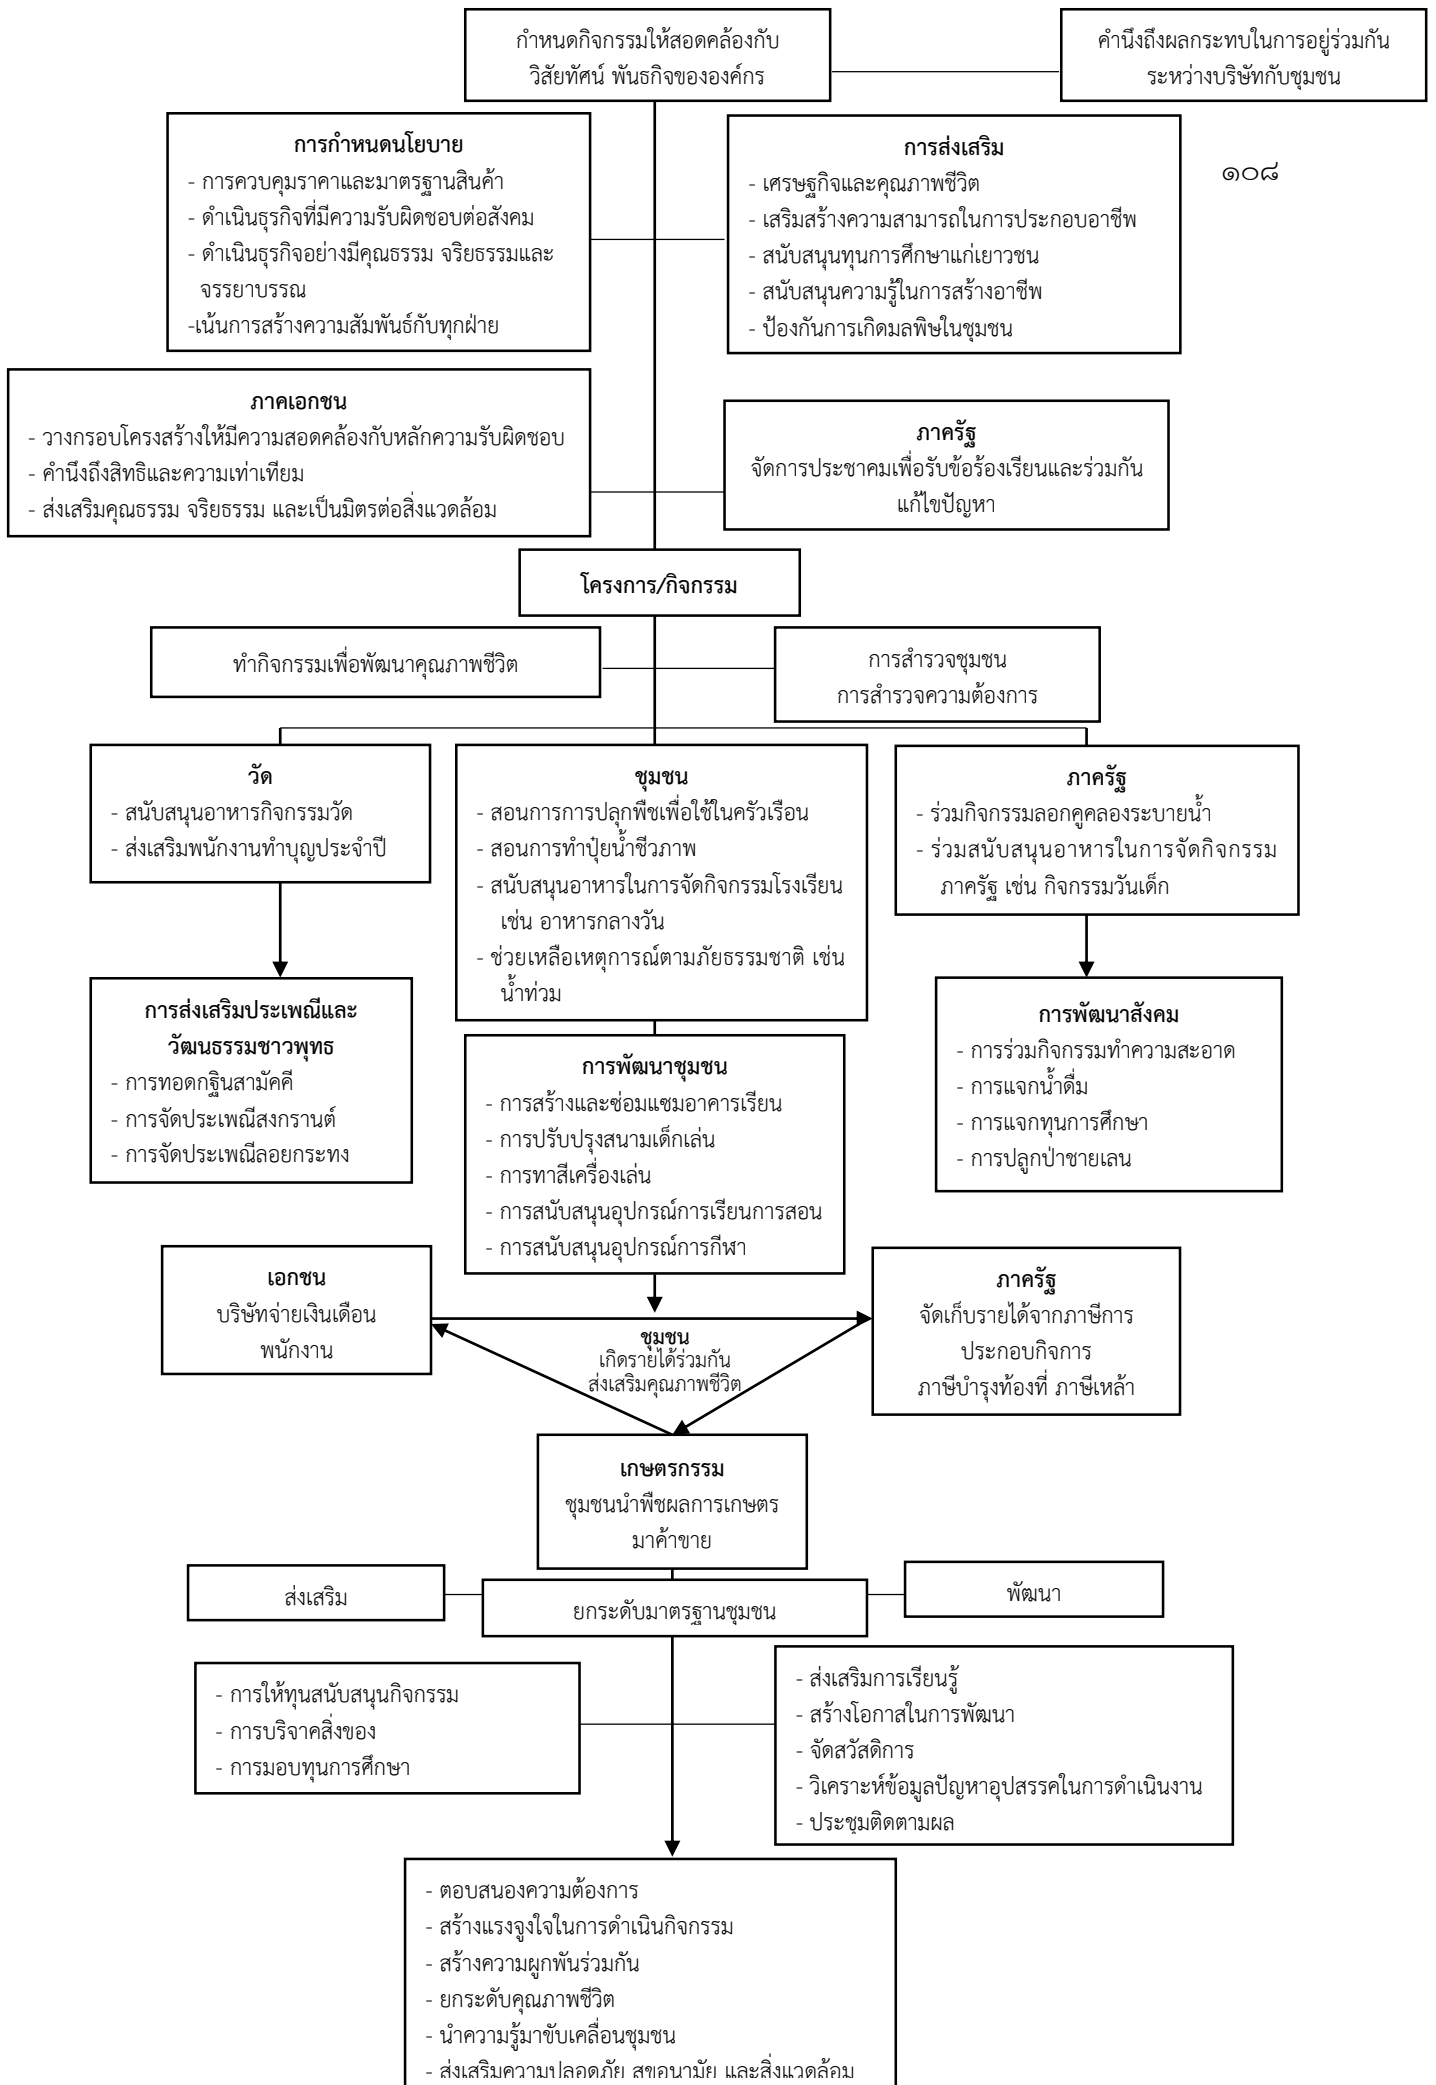 กำหนดกิจกรรมให้สอดคล้องกับ
วิสัยทัศน์ พันธกิจขององค์กร
คำนึงถึงผลกระทบในการอยู่ร่วมกัน
ระหว่างบริษัทกับชุมชน
๑๐๘
การกำหนดนโยบาย
- การควบคุมราคาและมาตรฐานสินค้า
- ดำเนินธุรกิจที่มีความรับผิดชอบต่อสังคม
- ดำเนินธุรกิจอย่างมีคุณธรรม จริยธรรมและ
จรรยาบรรณ
-เน้นการสร้างความสัมพันธ์กับทุกฝ่าย
การส่งเสริม
- เศรษฐกิจและคุณภาพชีวิต
- เสริมสร้างความสามารถในการประกอบอาชีพ
- สนับสนุนทุนการศึกษาแก่เยาวชน
- สนับสนุนความรู้ในการสร้างอาชีพ
- ป้องกันการเกิดมลพิษในชุมชน
ภาคเอกชน
- วางกรอบโครงสร้างให้มีความสอดคล้องกับหลักความรับผิดชอบ
- คำนึงถึงสิทธิและความเท่าเทียม
- ส่งเสริมคุณธรรม จริยธรรม และเป็นมิตรต่อสิ่งแวดล้อม
ภาครัฐ
จัดการประชาคมเพื่อรับข้อร้องเรียนและร่วมกัน
แก้ไขปัญหา
โครงการ/กิจกรรม
ทำกิจกรรมเพื่อพัฒนาคุณภาพชีวิต
การสำรวจชุมชน
การสำรวจความต้องการ
วัด
- สนับสนุนอาหารกิจกรรมวัด
- ส่งเสริมพนักงานทำบุญประจำปี
ชุมชน
- สอนการการปลุกพืชเพื่อใช้ในครัวเรือน
- สอนการทำปุ๋ยน้ำชีวภาพ
- สนับสนุนอาหารในการจัดกิจกรรมโรงเรียน
เช่น อาหารกลางวัน
- ช่วยเหลือเหตุการณ์ตามภัยธรรมชาติ เช่น
น้ำท่วม
ภาครัฐ
- ร่วมกิจกรรมลอกคูคลองระบายน้ำ
- ร่วมสนับสนุนอาหารในการจัดกิจกรรม
ภาครัฐ เช่น กิจกรรมวันเด็ก
การส่งเสริมประเพณีและ
วัฒนธรรมชาวพุทธ
- การทอดกฐินสามัคคี
- การจัดประเพณีสงกรานต์
- การจัดประเพณีลอยกระทง
การพัฒนาชุมชน
- การสร้างและซ่อมแซมอาคารเรียน
- การปรับปรุงสนามเด็กเล่น
- การทาสีเครื่องเล่น
- การสนับสนุนอุปกรณ์การเรียนการสอน
- การสนับสนุนอุปกรณ์การกีฬา
การพัฒนาสังคม
- การร่วมกิจกรรมทำความสะอาด
- การแจกน้ำดื่ม
- การแจกทุนการศึกษา
- การปลูกป่าชายเลน
เอกชน
บริษัทจ่ายเงินเดือน
พนักงาน
ชุมชน
เกิดรายได้ร่วมกัน
ส่งเสริมคุณภาพชีวิต
ภาครัฐ
จัดเก็บรายได้จากภาษีการ
ประกอบกิจการ
ภาษีบำรุงท้องที่ ภาษีเหล้า
เกษตรกรรม
ชุมชนนำพืชผลการเกษตร
มาค้าขาย
ส่งเสริม
ยกระดับมาตรฐานชุมชน
พัฒนา
- การให้ทุนสนับสนุนกิจกรรม
- การบริจาคสิ่งของ
- การมอบทุนการศึกษา
- ส่งเสริมการเรียนรู้
- สร้างโอกาสในการพัฒนา
- จัดสวัสดิการ
- วิเคราะห์ข้อมูลปัญหาอุปสรรคในการดำเนินงาน
- ประชุมติดตามผล
- ตอบสนองความต้องการ
- สร้างแรงจูงใจในการดำเนินกิจกรรม
- สร้างความผูกพันร่วมกัน
- ยกระดับคุณภาพชีวิต
- นำความรู้มาขับเคลื่อนชุมชน
- ส่งเสริมความปลอดภัย สุขอนามัย และสิ่งแวดล้อม